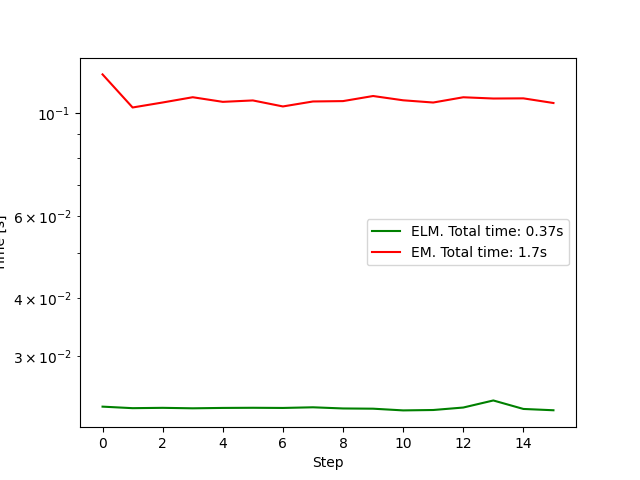 10⁻¹
6 × 10⁻²
4 × 10⁻²
3 × 10⁻²
[s]
ELM. Total time: 0.37s
EM. Total time: 1.7s
0 2 4 6 8 10 12 14
Step